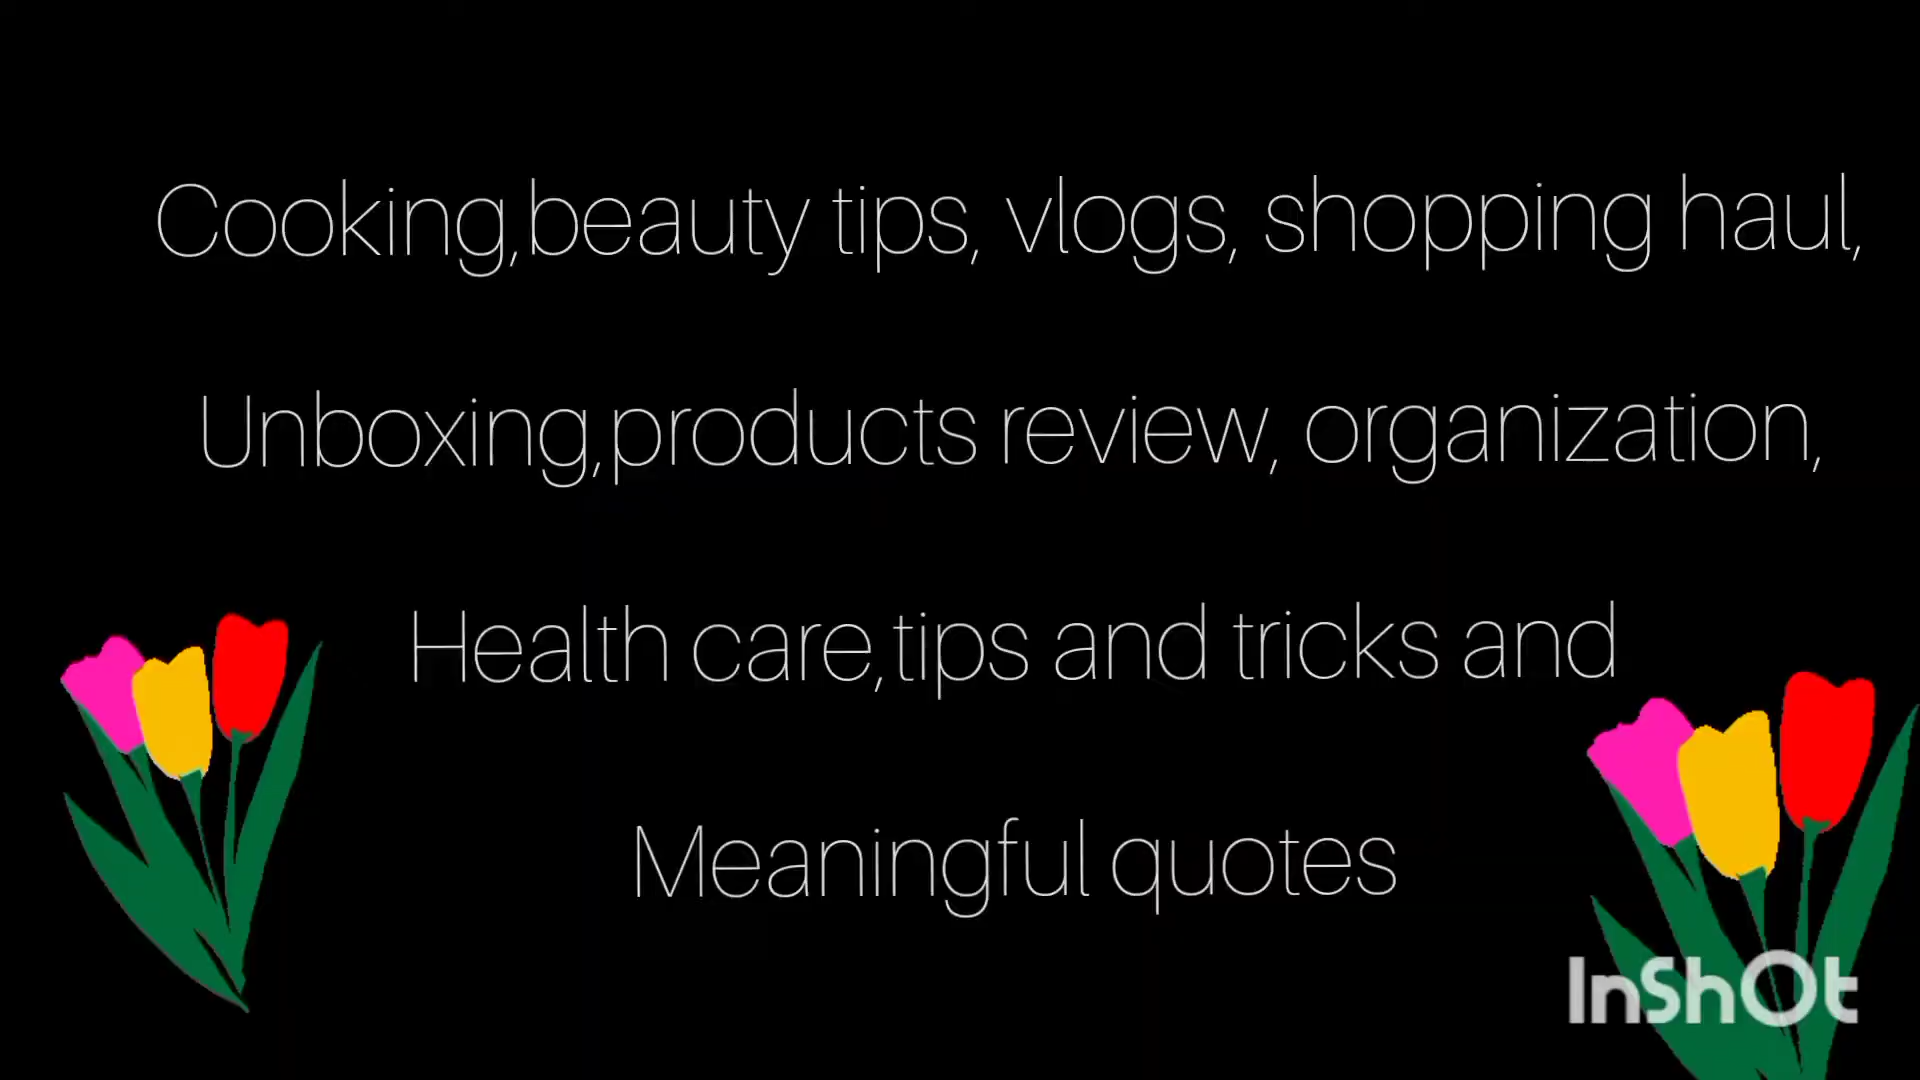 Cooking,beauty tips, vlogs, shopping haul,
Unboxing,products review, organization,
Health care,tips and tricks and
Meaningful quotes
InShOt